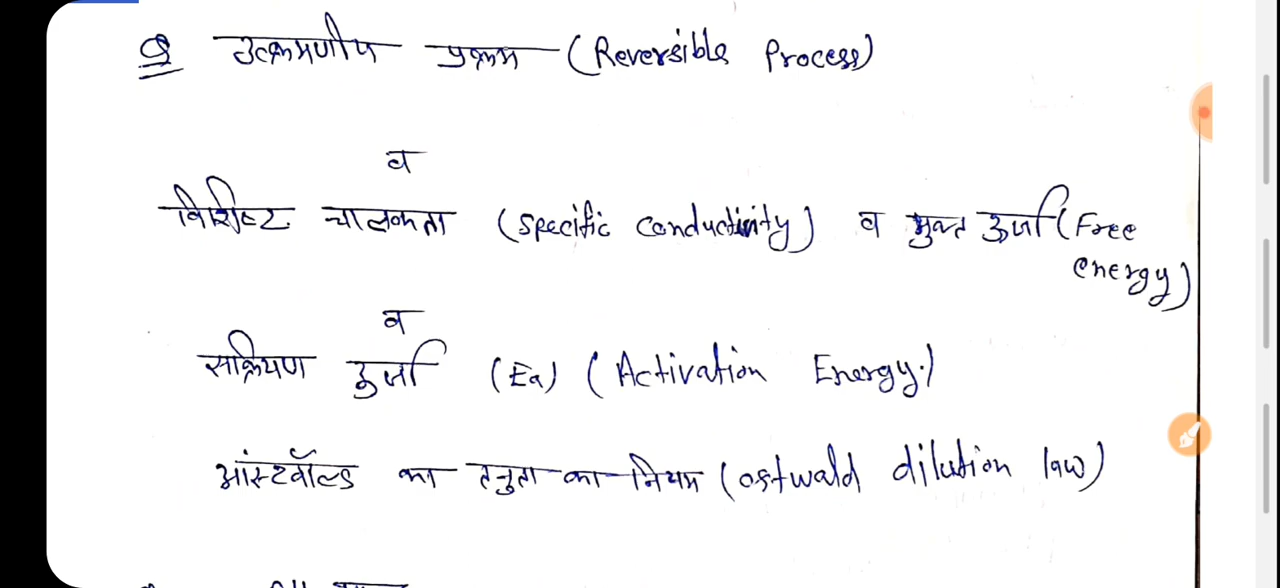 Q उत्क्रमणीय प्रक्रम (Reversible Process)
व
विशिष्ट चालकता (Specific conductivity) व मुक्त ऊर्जा (Free
energy)
व
सक्रियण ऊर्जा (Ea) (Activation Energy.)
ऑस्टवॉल्ड का तनुता का नियम (ostwald dilution law)